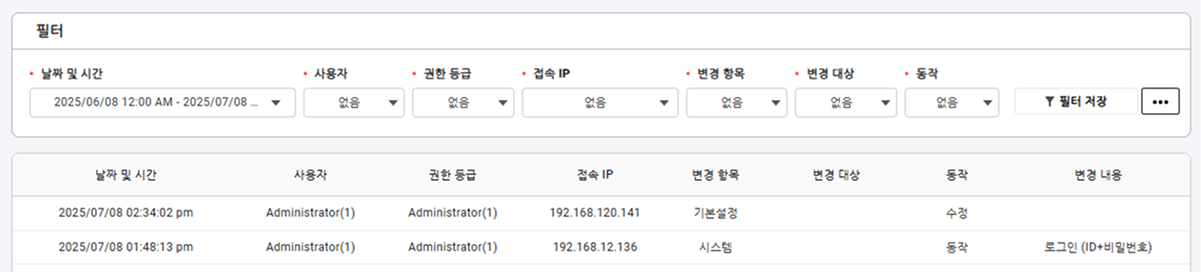 필터
• 날짜 및 시간 • 사용자 • 권한 등급 • 접속 IP • 변경 항목 • 변경 대상 • 동작
2025/06/08 12:00 AM - 2025/07/08 ... 없음 없음 없음 없음 없음 없음 필터 저장 •••
날짜 및 시간 사용자 권한 등급 접속 IP 변경 항목 변경 대상 동작 변경 내용
2025/07/08 02:34:02 pm Administrator(1) Administrator(1) 192.168.120.141 기본설정 수정
2025/07/08 01:48:13 pm Administrator(1) Administrator(1) 192.168.12.136 시스템 동작 로그인 (ID+비밀번호)